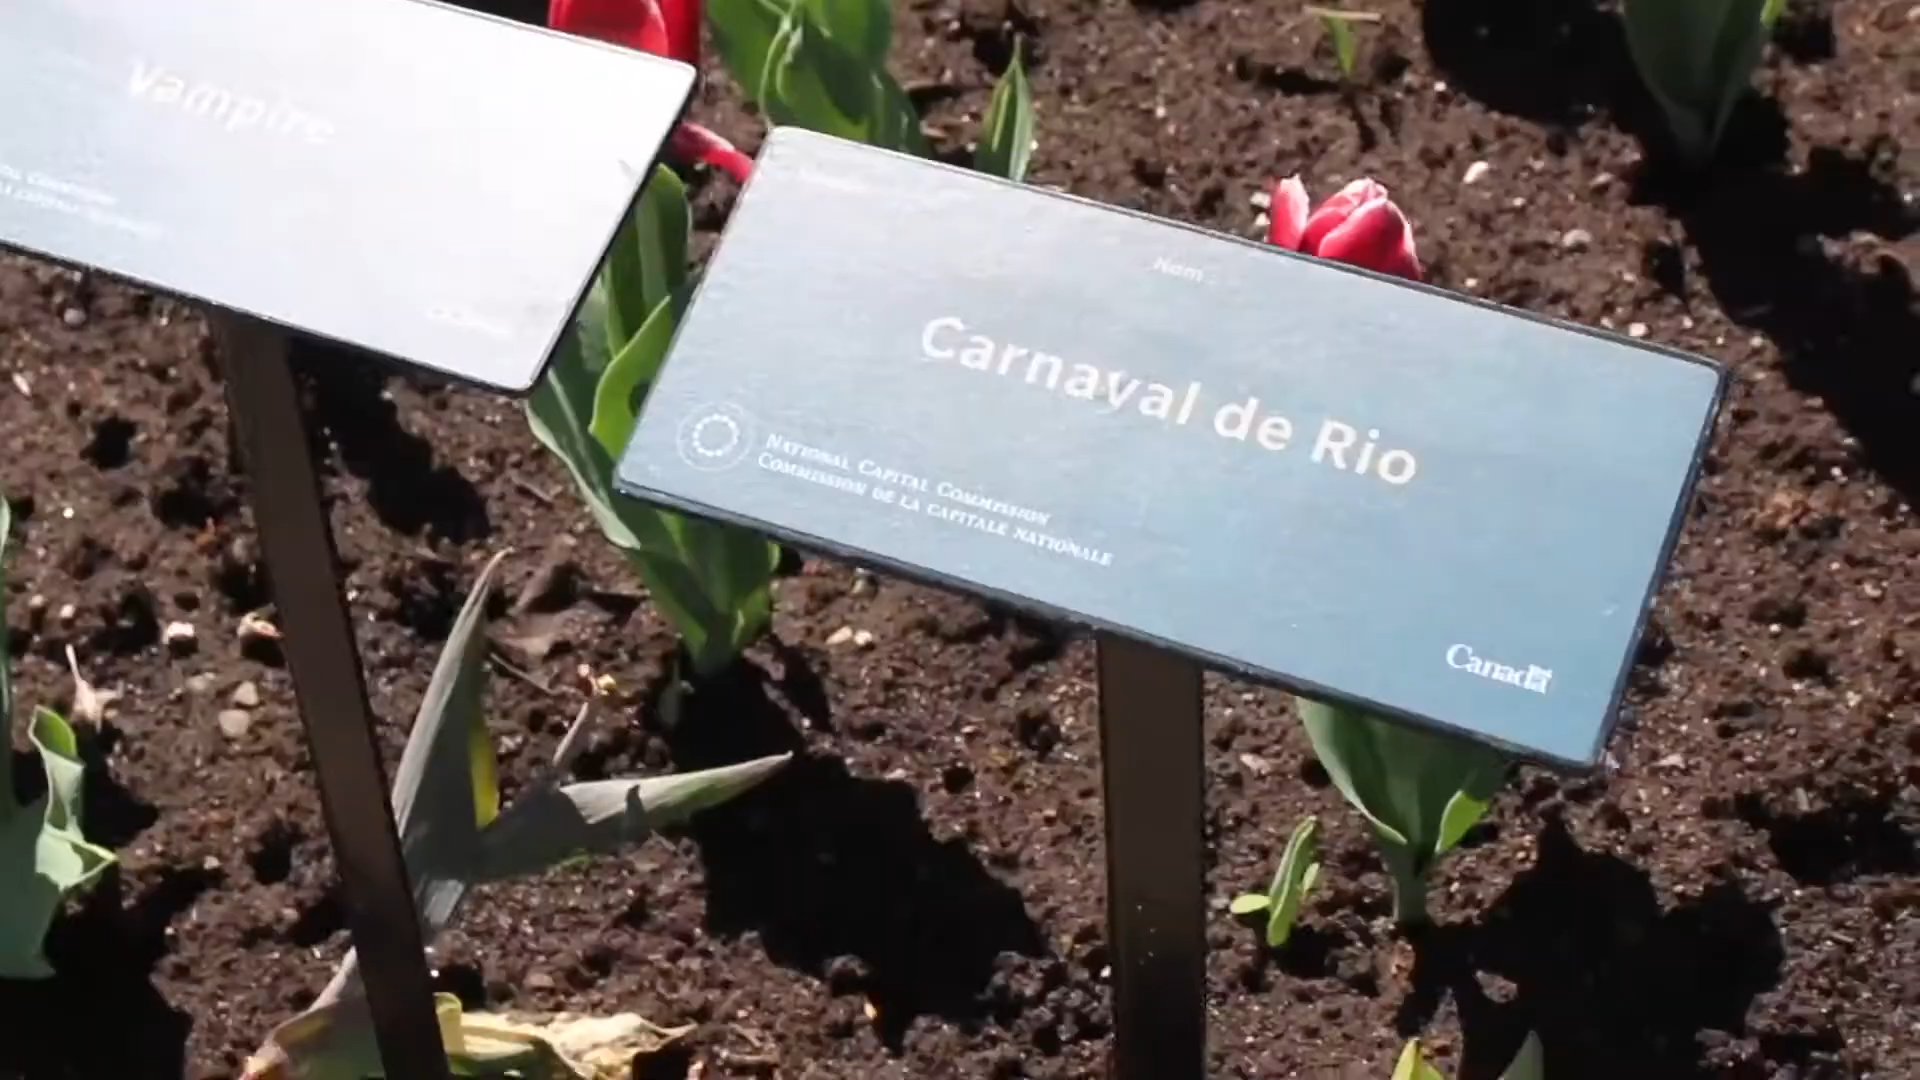 Vampire
Nom
Carnaval de Rio
NATIONAL CAPITAL COMMISSION
COMMISSION DE LA CAPITALE NATIONALE
Canada